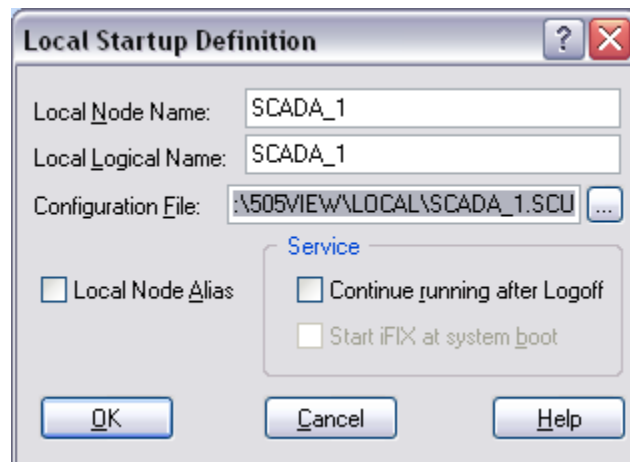 Local Startup Definition
?
Local Node Name: SCADA_1
Local Logical Name: SCADA_1
Configuration File: :\505VIEW\LOCAL\SCADA_1.SCU ...
Service
Local Node Alias
Continue running after Logoff
Start iFIX at system boot
OK Cancel Help